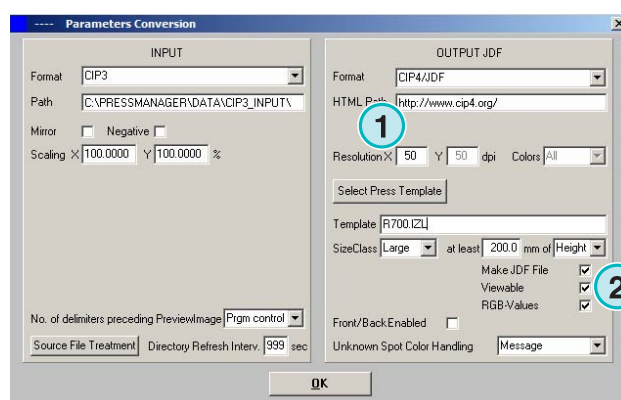 ---- Parameters Conversion
INPUT
Format CIP3
Path C:\PRESSMANAGER\DATA\CIP3_INPUT\
Mirror Negative
Scaling X 100.0000 Y 100.0000 %
No. of delimiters preceding PreviewImage Prgm control
Source File Treatment Directory Refresh Interv. 999 sec
OUTPUT JDF
Format CIP4/JDF
HTML Path http://www.cip4.org/
1
Resolution X 50 Y 50 dpi Colors All
Select Press Template
Template R700.IZL
SizeClass Large at least 200.0 mm of Height
Make JDF File
Viewable
2
RGB-Values
Front/Back Enabled
Unknown Spot Color Handling Message
OK